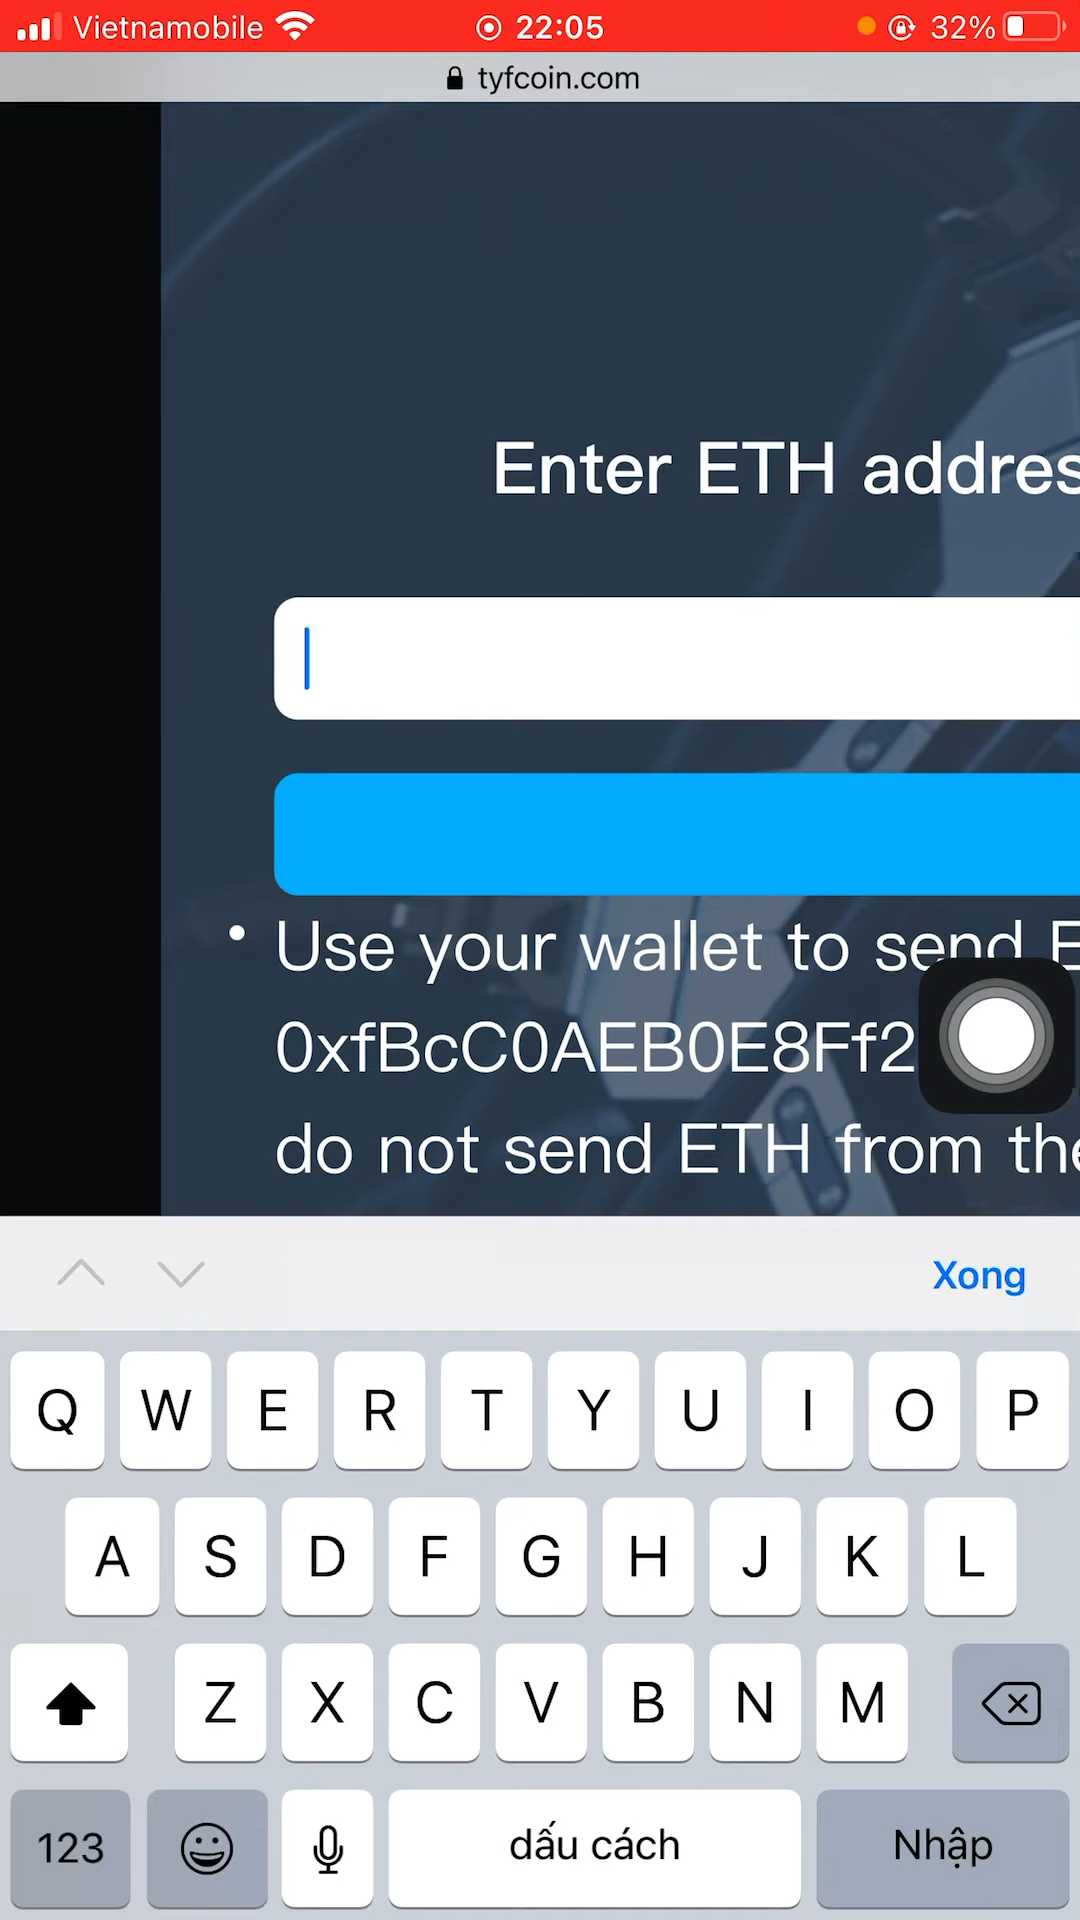 Vietnamobile 22:05 32%
tyfcoin.com
Enter ETH addres
Use your wallet to send E
0xfBcC0AEB0E8Ff2
do not send ETH from the
Xong
Q W E R T Y U I O P
A S D F G H J K L
Z X C V B N M
123 dấu cách Nhập